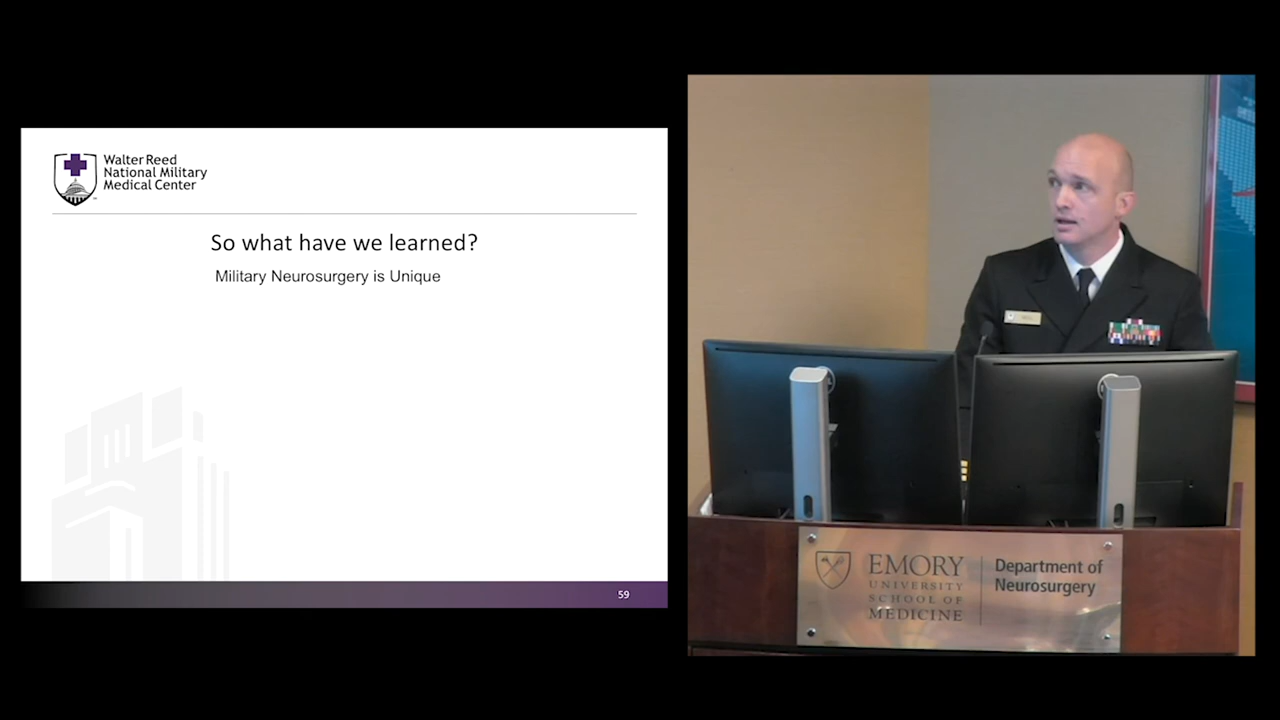 Walter Reed
National Military
Medical Center
So what have we learned?
Military Neurosurgery is Unique
59
EMORY
UNIVERSITY
SCHOOL OF
MEDICINE
Department of
Neurosurgery